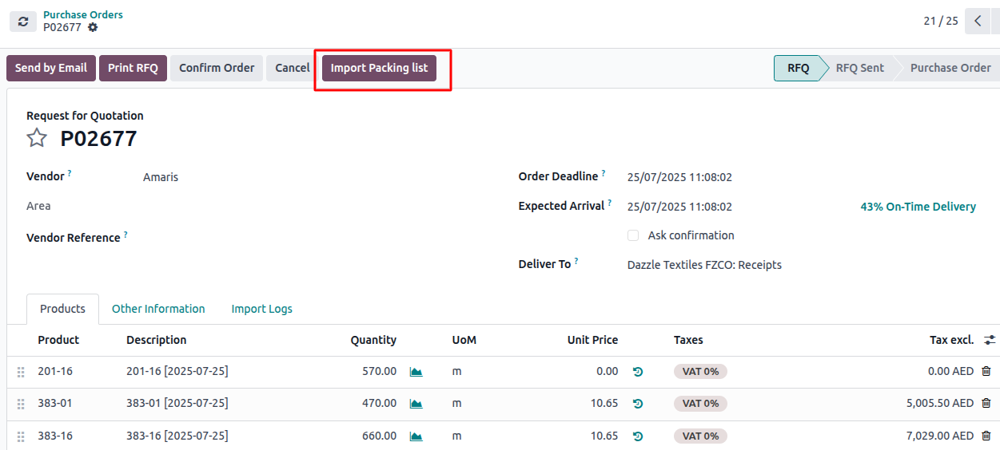 Purchase Orders
P02677
21 / 25
Send by Email Print RFQ Confirm Order Cancel Import Packing list RFQ RFQ Sent Purchase Order
Request for Quotation
P02677
Vendor ? Amaris
Area
Vendor Reference ?
Order Deadline ? 25/07/2025 11:08:02
Expected Arrival ? 25/07/2025 11:08:02 43% On-Time Delivery
Ask confirmation
Deliver To ? Dazzle Textiles FZCO: Receipts
Products Other Information Import Logs
Product Description Quantity UoM Unit Price Taxes Tax excl.
201-16 201-16 [2025-07-25] 570.00 m 0.00 VAT 0% 0.00 AED
383-01 383-01 [2025-07-25] 470.00 m 10.65 VAT 0% 5,005.50 AED
383-16 383-16 [2025-07-25] 660.00 m 10.65 VAT 0% 7,029.00 AED